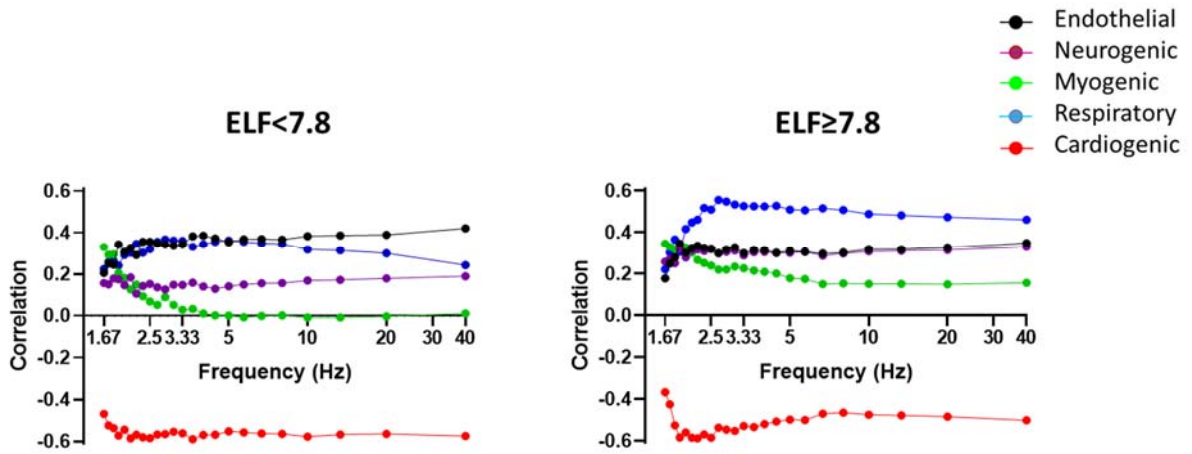 Endothelial
Neurogenic
Myogenic
Respiratory
Cardiogenic
ELF<7.8
0.6
0.4
0.2
0.0
-0.2
-0.4
-0.6
Correlation
1.67 2.5 3.33 5 10 20 30 40
Frequency (Hz)
ELF≥7.8
0.6
0.4
0.2
0.0
-0.2
-0.4
-0.6
Correlation
1.67 2.5 3.33 5 10 20 30 40
Frequency (Hz)